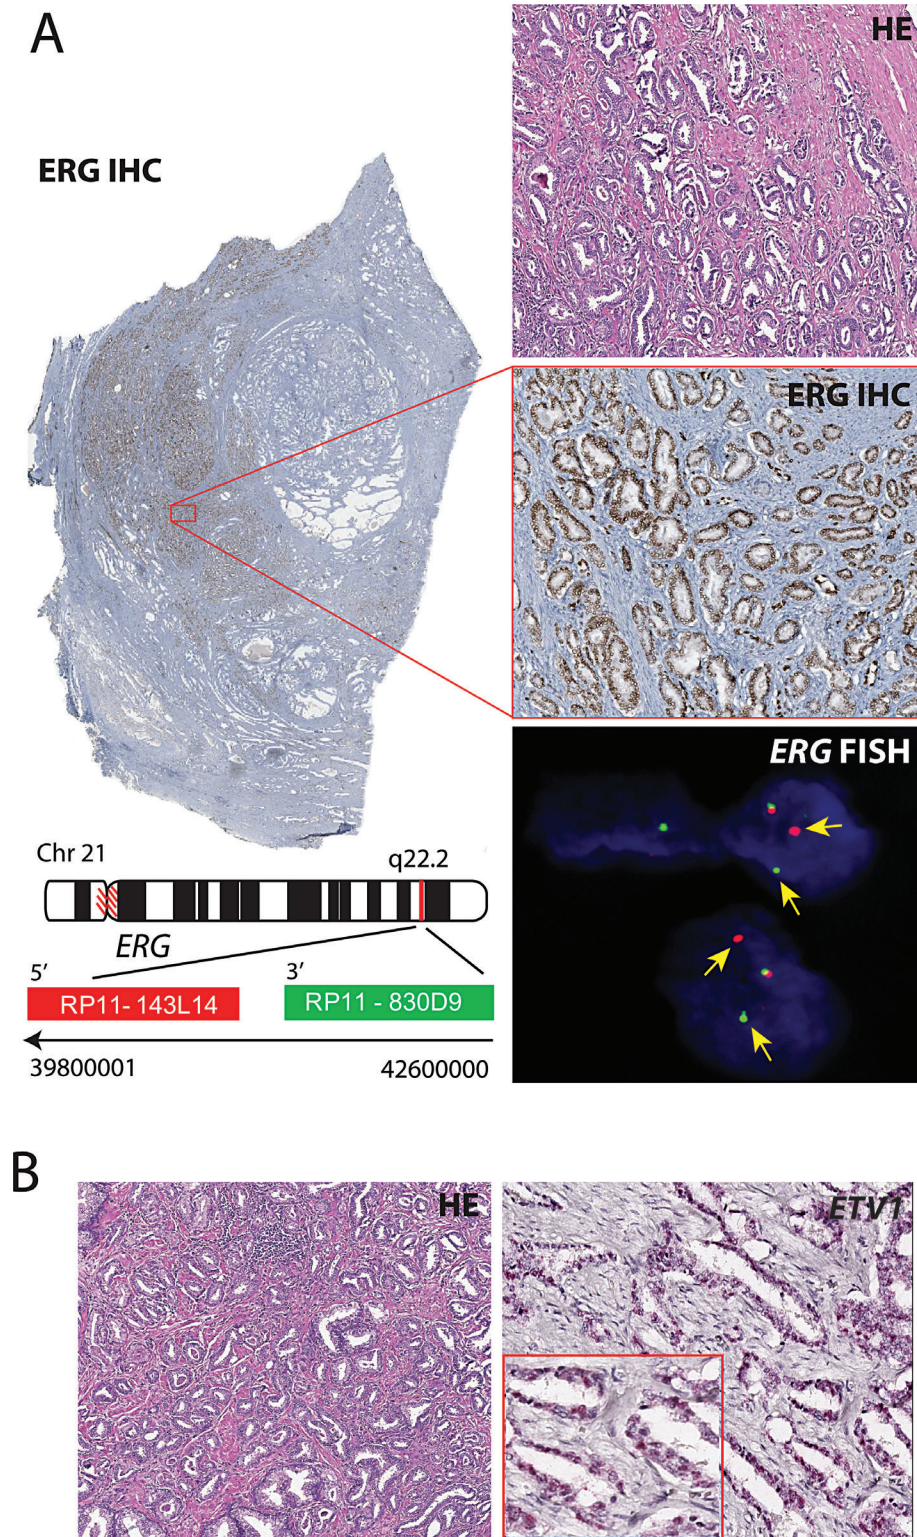 A
HE
ERG IHC
ERG IHC
ERG FISH
Chr 21
q22.2
ERG
5’
3’
RP11- 143L14
RP11 - 830D9
39800001
42600000
B
HE
ETV1